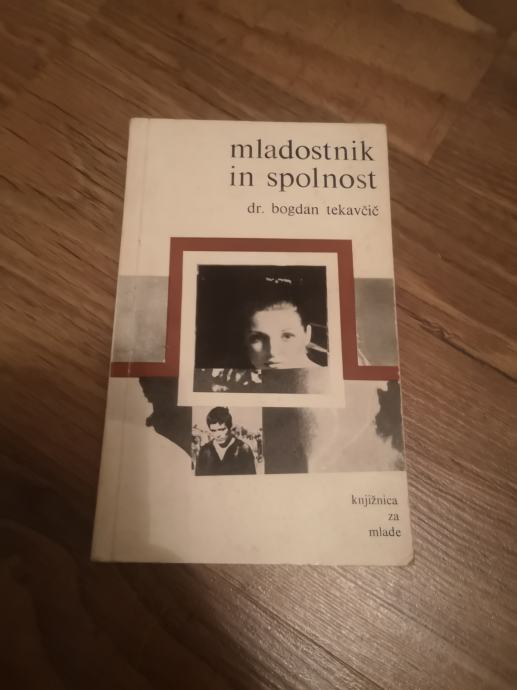 mladostnik
in spolnost
dr. bogdan tekavčič
knjižnica
za
mlade